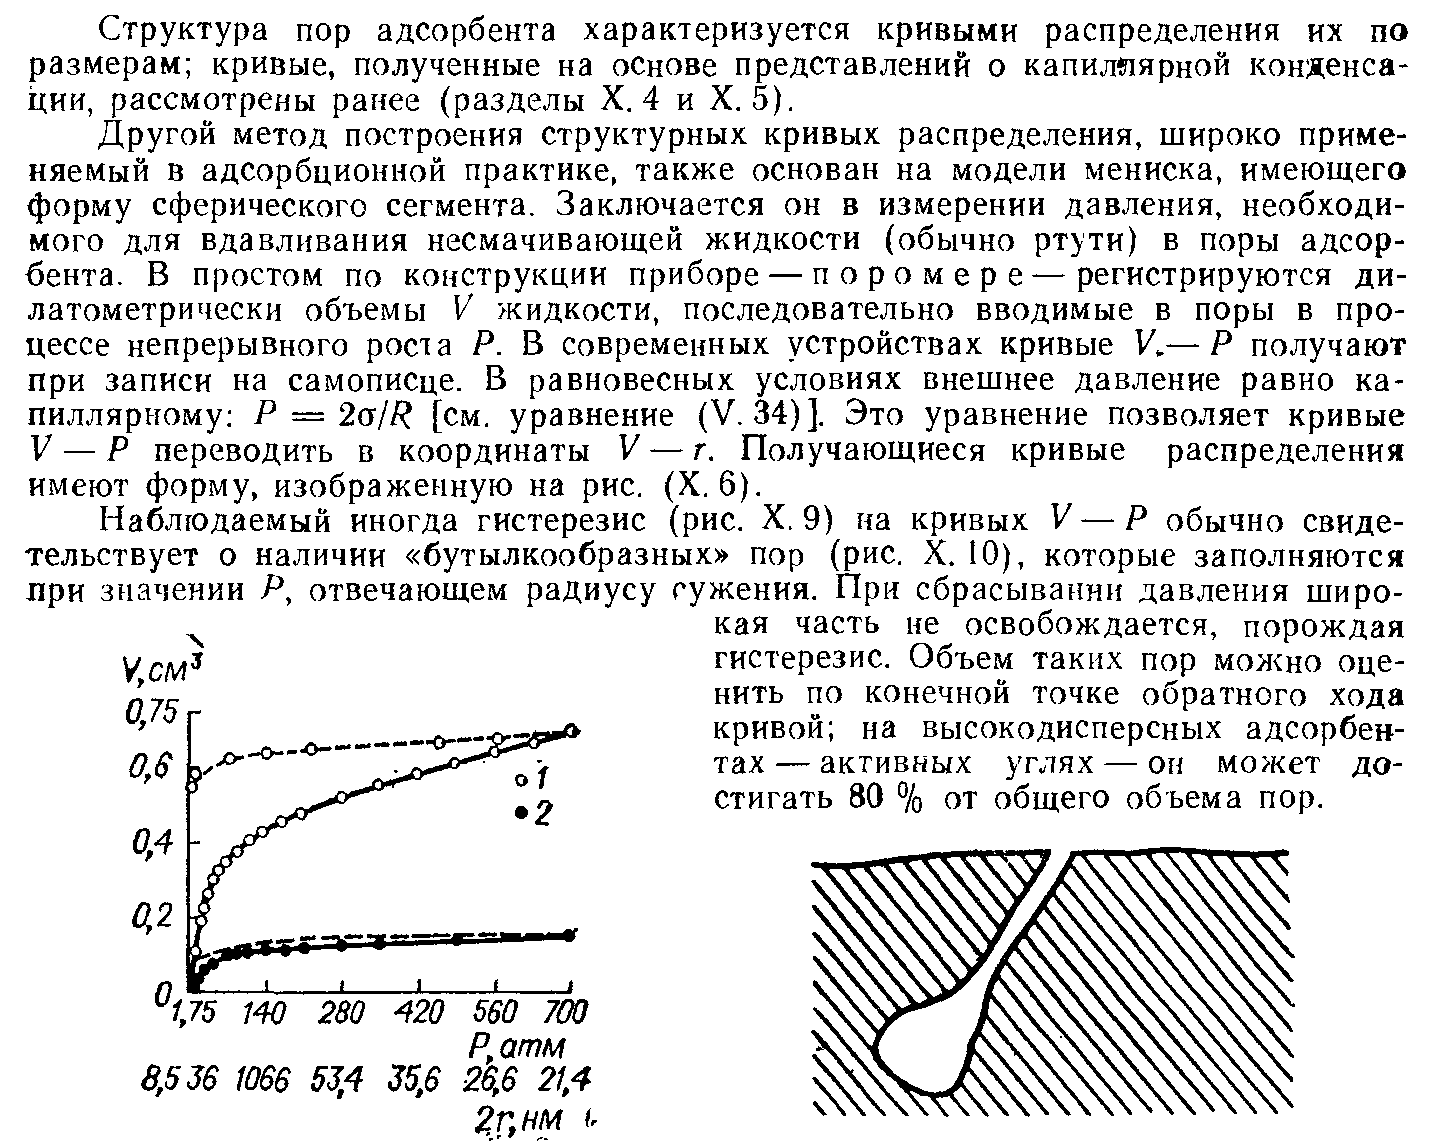 Структура пор адсорбента характеризуется кривыми распределения их по
размерам; кривые, полученные на основе представлений о капиллярной конденса-
ции, рассмотрены ранее (разделы X. 4 и X. 5).
Другой метод построения структурных кривых распределения, широко приме-
няемый в адсорбционной практике, также основан на модели мениска, имеющего
форму сферического сегмента. Заключается он в измерении давления, необходи-
мого для вдавливания несмачивающей жидкости (обычно ртути) в поры адсор-
бента. В простом по конструкции приборе — поромере — регистрируются ди-
латометрически объемы V жидкости, последовательно вводимые в поры в про-
цессе непрерывного роста P. В современных устройствах кривые V — P получают
при записи на самописце. В равновесных условиях внешнее давление равно ка-
пиллярному: P = 2σ/R [см. уравнение (V. 34)]. Это уравнение позволяет кривые
V — P переводить в координаты V — r. Получающиеся кривые распределения
имеют форму, изображенную на рис. (X. 6).
Наблюдаемый иногда гистерезис (рис. X. 9) на кривых V — P обычно свиде-
тельствует о наличии «бутылкообразных» пор (рис. X. 10), которые заполняются
при значении P, отвечающем радиусу сужения. При сбрасывании давления широ-
кая часть не освобождается, порождая
гистерезис. Объем таких пор можно оце-
нить по конечной точке обратного хода
кривой; на высокодисперсных адсорбен-
тах — активных углях — он может до-
стигать 80 % от общего объема пор.
V, см³
0,75
0,6
0,4
0,2
0
1
2
1,75 140 280 420 560 700
P, атм
8,5 36 1066 53,4 35,6 26,6 21,4
2r, нм